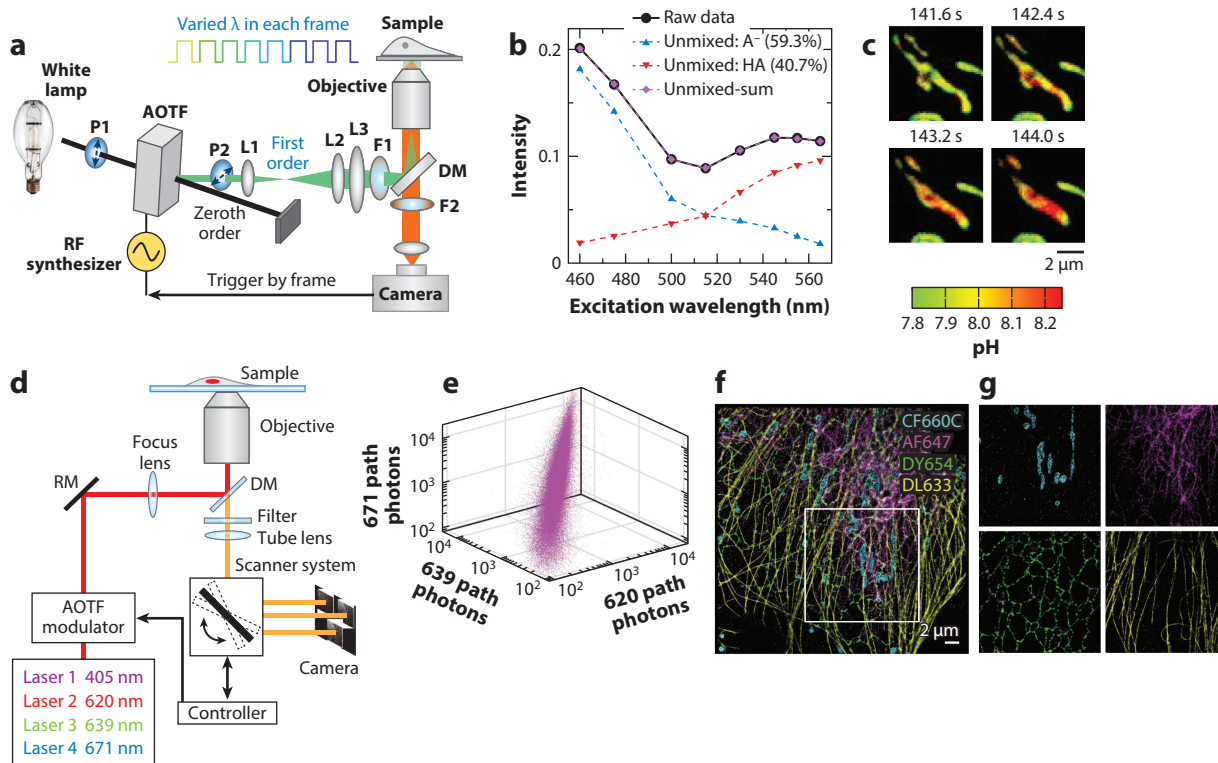 a
Varied λ in each frame
Sample
White
lamp
AOTF
P1
P2
L1
First
order
L2
L3
F1
Objective
DM
F2
Zeroth
order
RF
synthesizer
Trigger by frame
Camera
b
Raw data
Unmixed: A⁻ (59.3%)
Unmixed: HA (40.7%)
Unmixed-sum
Intensity
0.2
0.1
0
460 480 500 520 540 560
Excitation wavelength (nm)
c
141.6 s
142.4 s
143.2 s
144.0 s
2 μm
7.8 7.9 8.0 8.1 8.2
pH
d
Sample
Objective
Focus
lens
RM
DM
Filter
Tube lens
Scanner system
AOTF
modulator
Camera
Controller
Laser 1 405 nm
Laser 2 620 nm
Laser 3 639 nm
Laser 4 671 nm
e
671 path
photons
10⁴
10³
10²
639 path
photons
10⁴
10³
10²
620 path
photons
10²
10³
10⁴
f
CF660C
AF647
DY654
DL633
2 μm
g